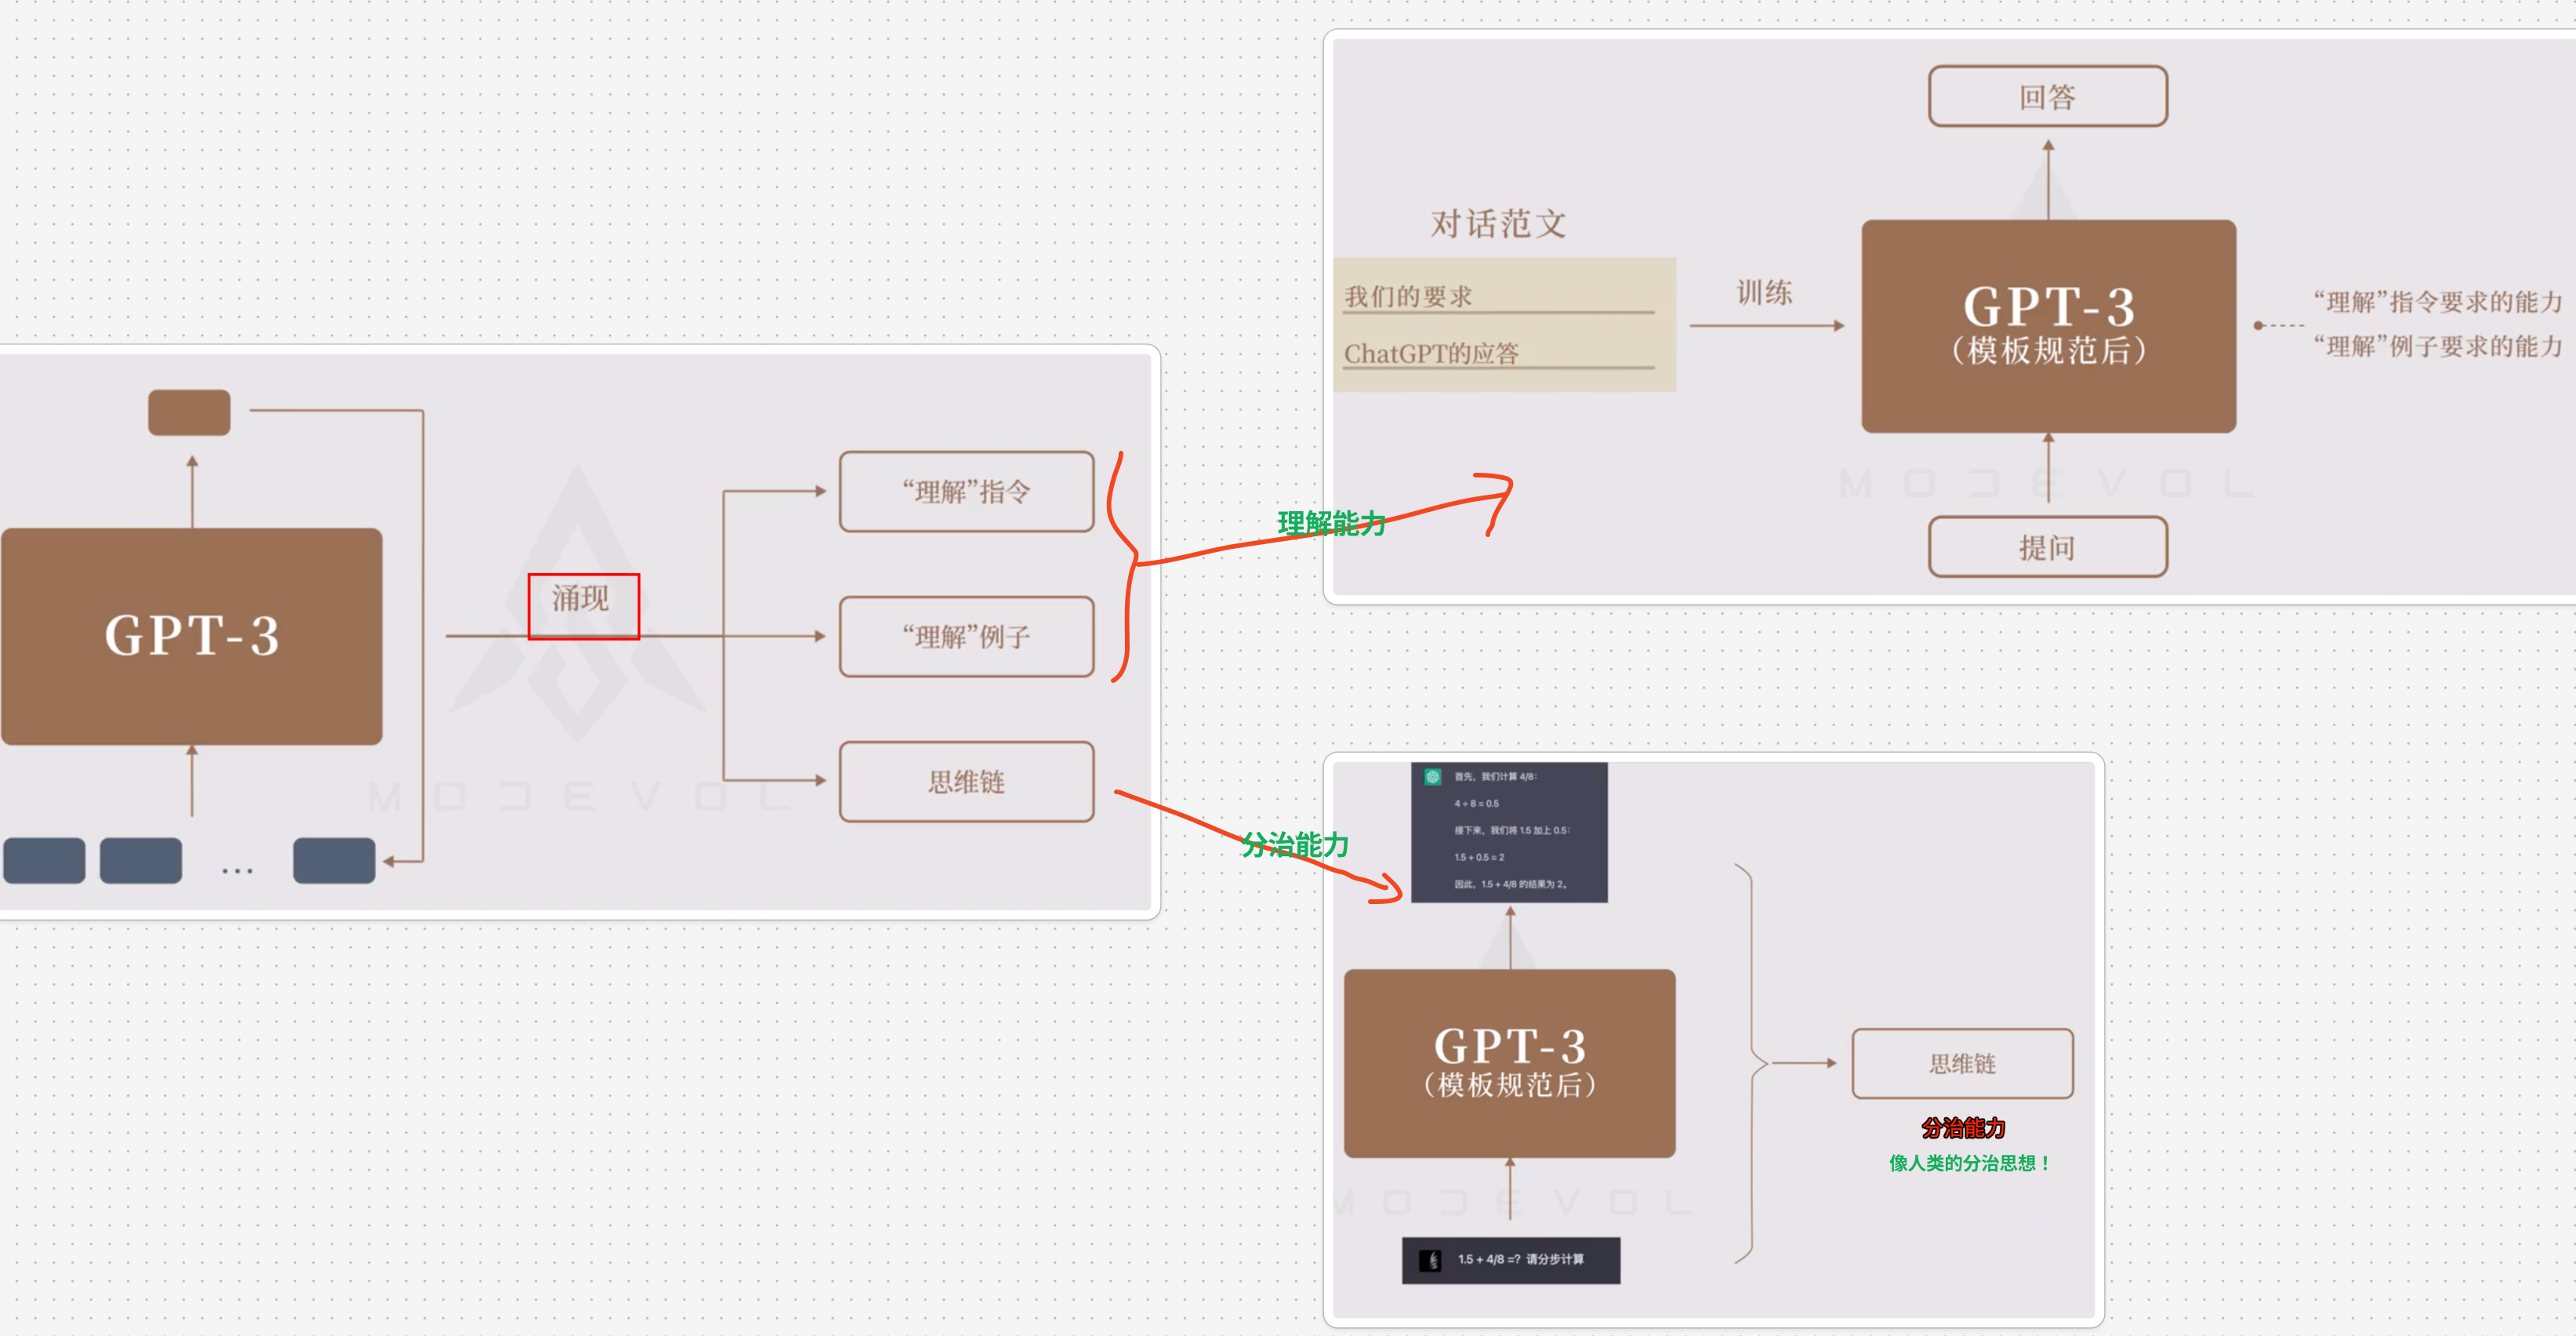 GPT-3
涌现
“理解”指令
“理解”例子
思维链
...
MODEVOL
理解能力
分治能力
回答
对话范文
我们的要求
ChatGPT的应答
训练
GPT-3
（模板规范后）
“理解”指令要求的能力
“理解”例子要求的能力
提问
MODEVOL
首先，我们计算 4/8：
4 ÷ 8 = 0.5
接下来，我们将 1.5 加上 0.5：
1.5 + 0.5 = 2
因此，1.5 + 4/8 的结果为 2。
GPT-3
（模板规范后）
思维链
分治能力
像人类的分治思想！
MODEVOL
1.5 + 4/8 =? 请分步计算